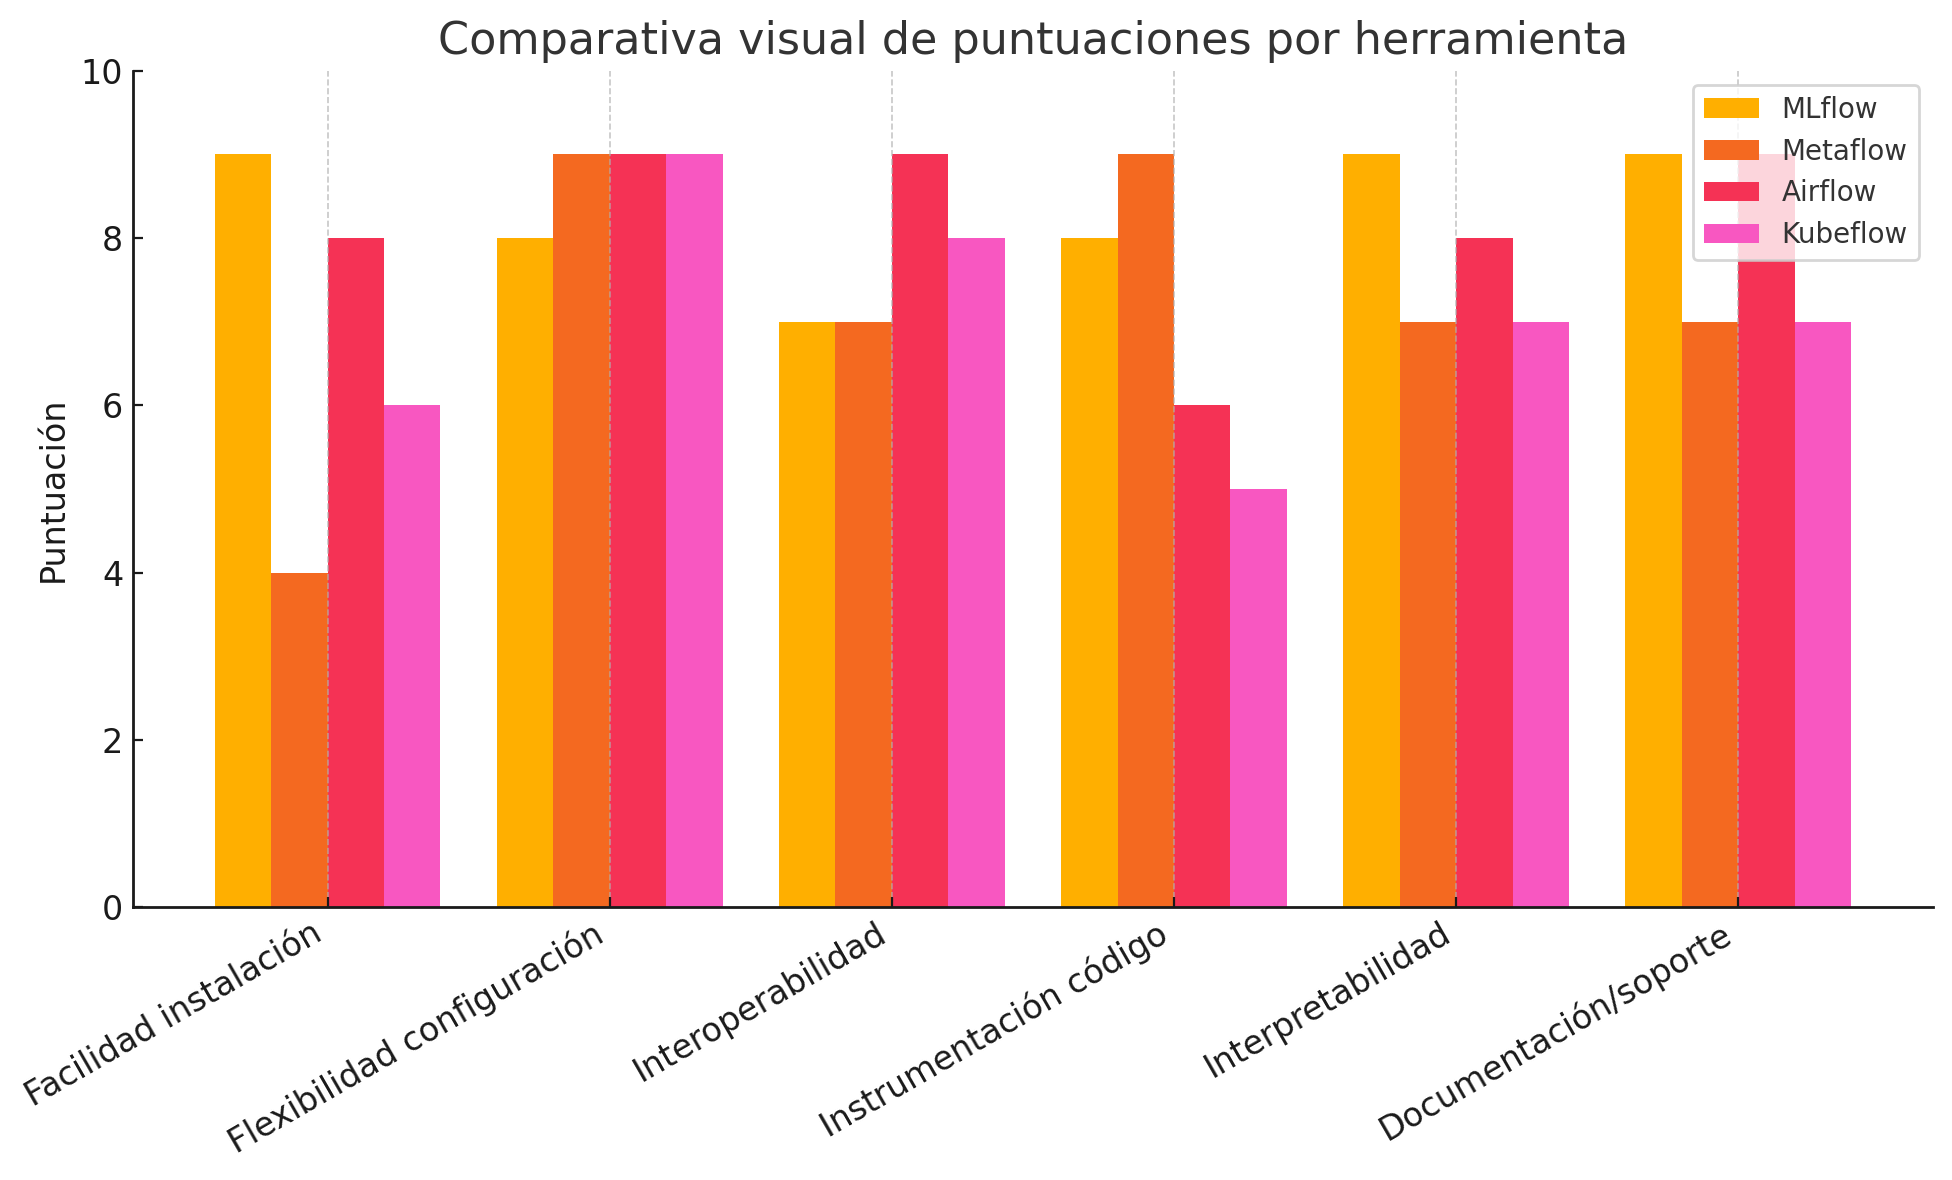 Comparativa visual de puntuaciones por herramienta
10
8
6
4
2
0
Puntuación
MLflow
Metaflow
Airflow
Kubeflow
Facilidad instalación
Flexibilidad configuración
Interoperabilidad
Instrumentación código
Interpretabilidad
Documentación/soporte